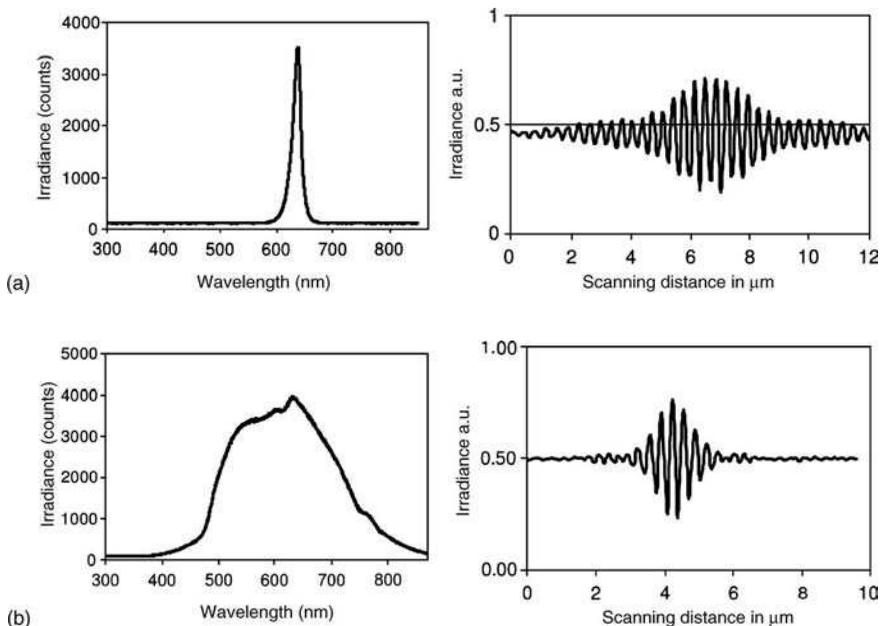 4000
3000
2000
1000
0
Irradiance (counts)
300 400 500 600 700 800
Wavelength (nm)
1
0.5
0
Irradiance a.u.
0 2 4 6 8 10 12
Scanning distance in μm
(a)
5000
4000
3000
2000
1000
0
Irradiance (counts)
300 400 500 600 700 800
Wavelength (nm)
1.00
0.50
0.00
Irradiance a.u.
0 2 4 6 8 10
Scanning distance in μm
(b)